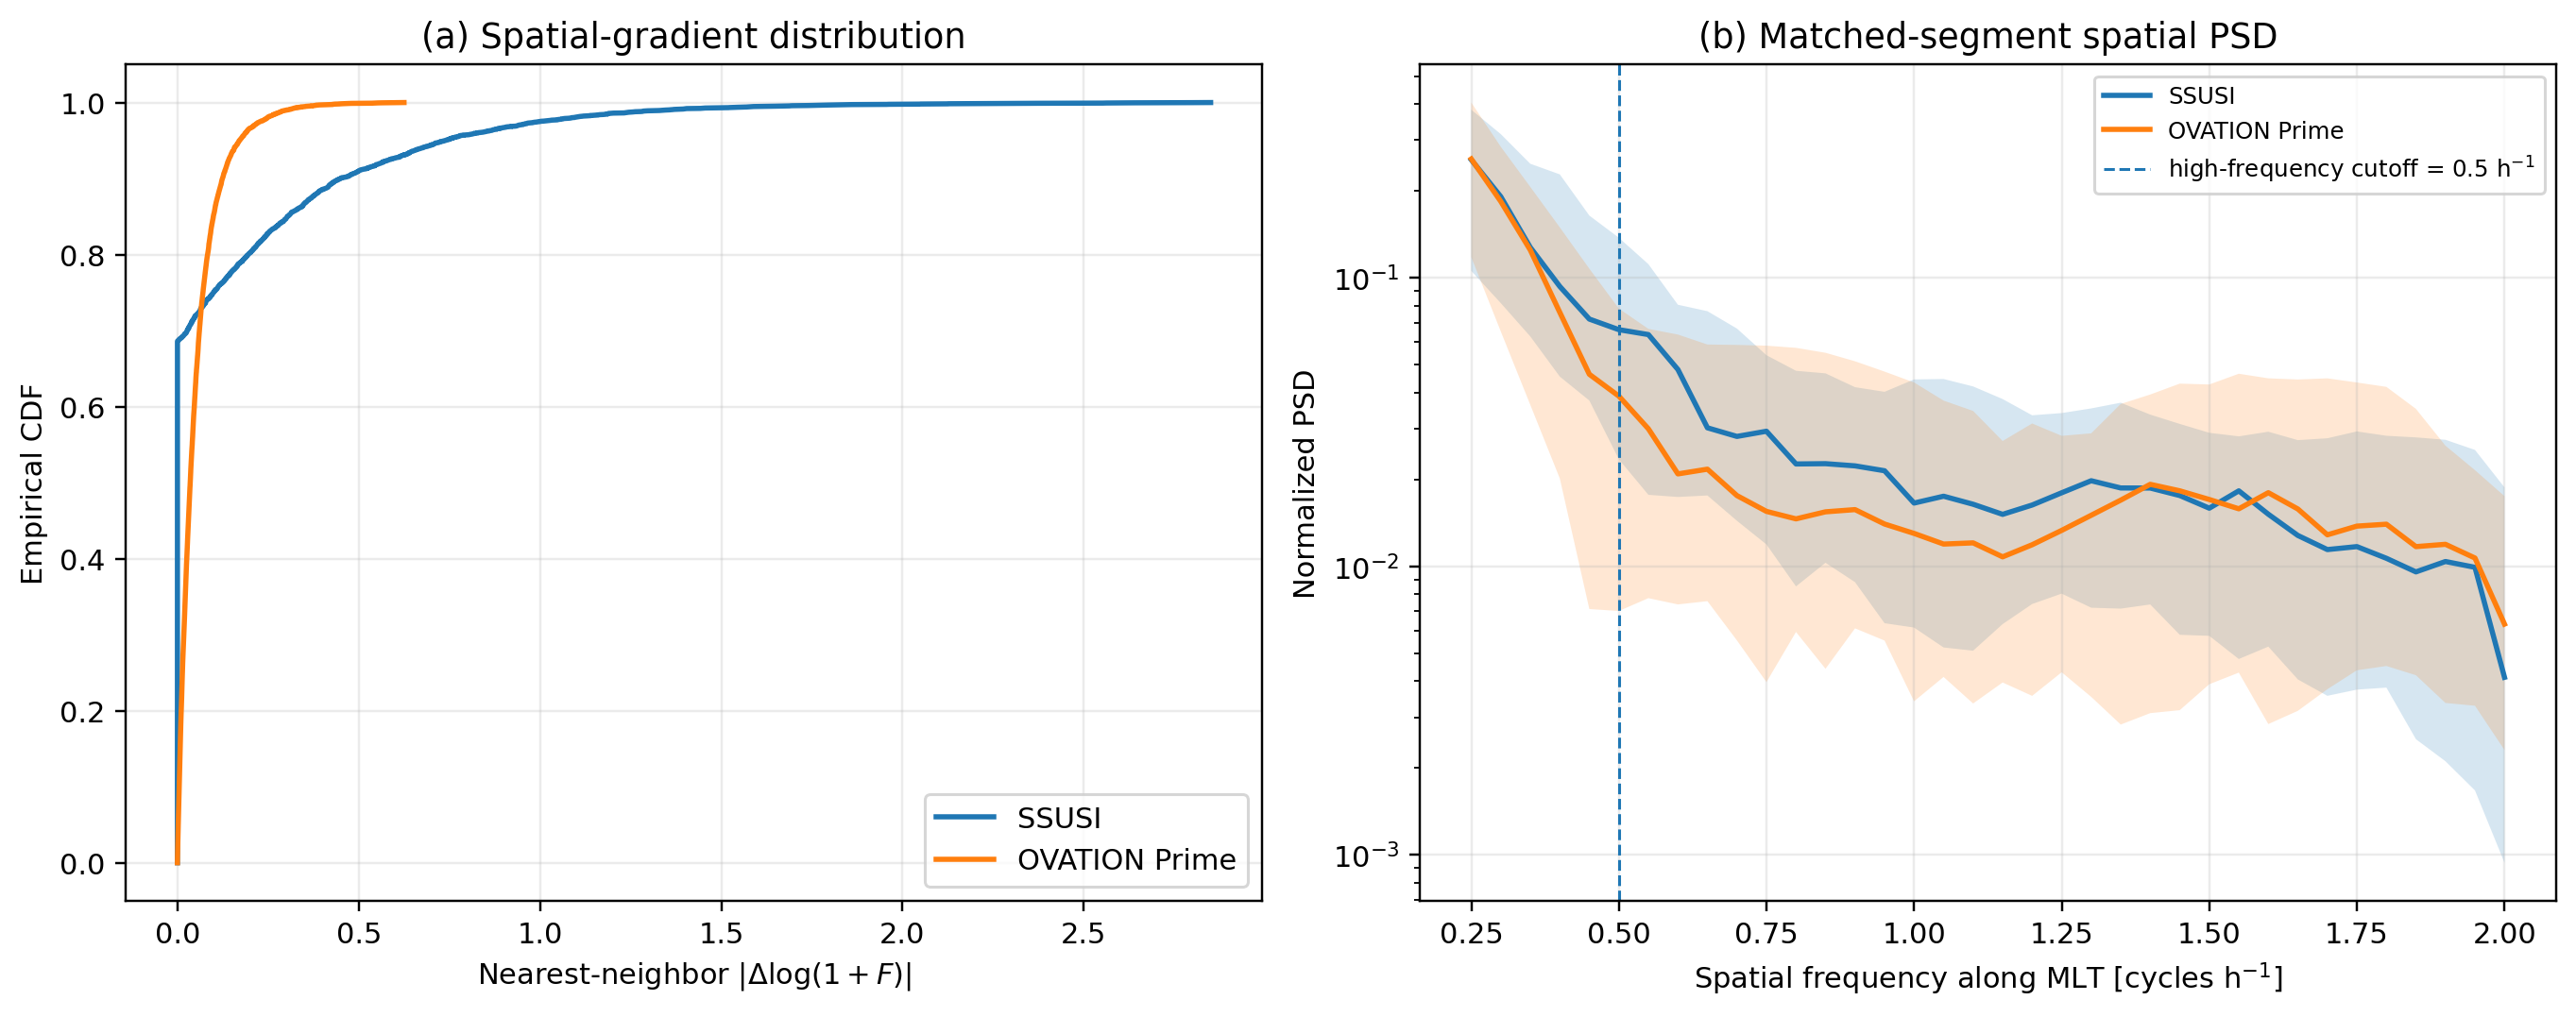 (a) Spatial-gradient distribution
1.0
0.8
0.6
0.4
0.2
0.0
Empirical CDF
0.0 0.5 1.0 1.5 2.0 2.5
Nearest-neighbor |Δlog(1 + F)|
SSUSI
OVATION Prime
(b) Matched-segment spatial PSD
10⁻¹
10⁻²
10⁻³
Normalized PSD
0.25 0.50 0.75 1.00 1.25 1.50 1.75 2.00
Spatial frequency along MLT [cycles h⁻¹]
SSUSI
OVATION Prime
high-frequency cutoff = 0.5 h⁻¹